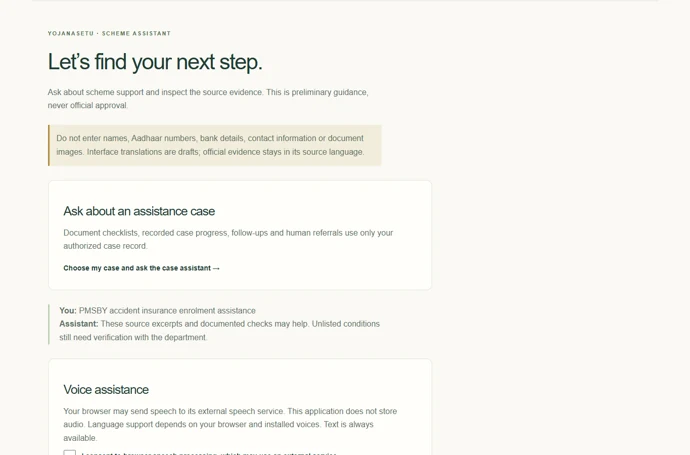 YOJANASETU · SCHEME ASSISTANT
Let’s find your next step.
Ask about scheme support and inspect the source evidence. This is preliminary guidance,
never official approval.
Do not enter names, Aadhaar numbers, bank details, contact information or document
images. Interface translations are drafts; official evidence stays in its source language.
Ask about an assistance case
Document checklists, recorded case progress, follow-ups and human referrals use only your
authorized case record.
Choose my case and ask the case assistant →
You: PMSBY accident insurance enrolment assistance
Assistant: These source excerpts and documented checks may help. Unlisted conditions
still need verification with the department.
Voice assistance
Your browser may send speech to its external speech service. This application does not store
audio. Language support depends on your browser and installed voices. Text is always
available.